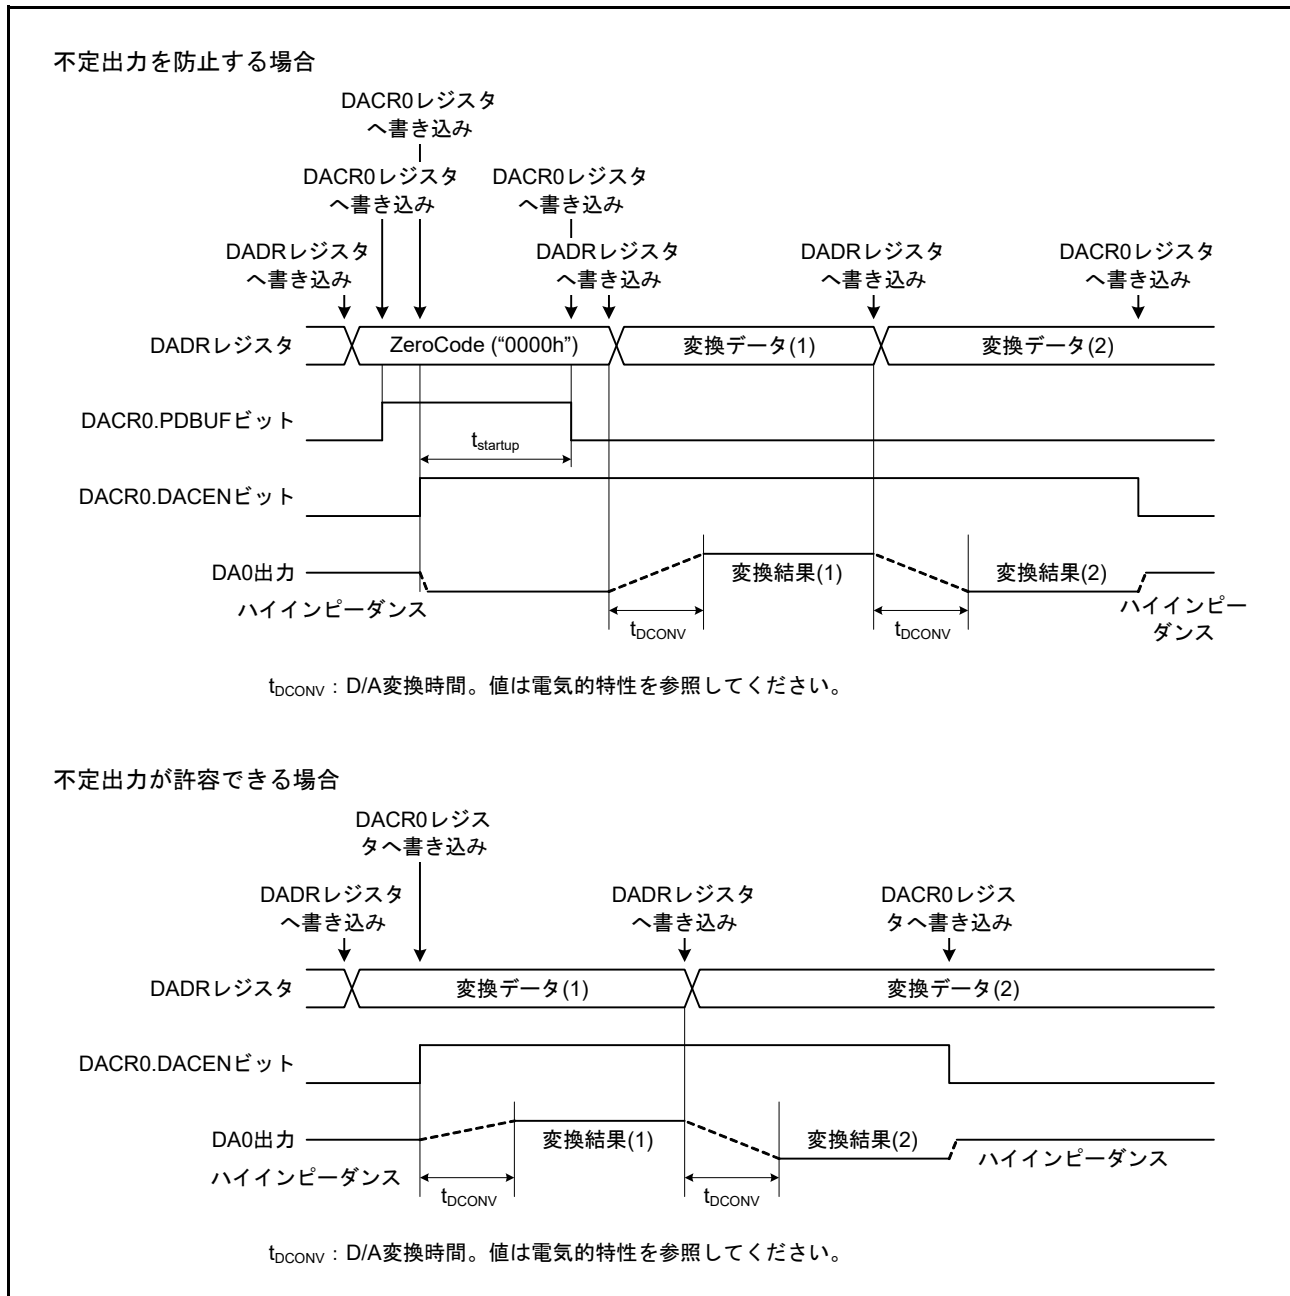 不定出力を防止する場合
DACR0レジスタ
へ書き込み
DACR0レジスタ
へ書き込み
DACR0レジスタ
へ書き込み
DADRレジスタ
へ書き込み
DADRレジスタ
へ書き込み
DADRレジスタ
へ書き込み
DACR0レジスタ
へ書き込み
DADRレジスタ
ZeroCode (“0000h”)
変換データ(1)
変換データ(2)
DACR0.PDBUFビット
tstartup
DACR0.DACENビット
DA0出力
変換結果(1)
変換結果(2)
ハイインピーダンス
ハイインピー
ダンス
tDCONV
tDCONV
tDCONV：D/A変換時間。値は電気的特性を参照してください。
不定出力が許容できる場合
DACR0レジス
タへ書き込み
DADRレジスタ
へ書き込み
DADRレジスタ
へ書き込み
DACR0レジス
タへ書き込み
DADRレジスタ
変換データ(1)
変換データ(2)
DACR0.DACENビット
DA0出力
変換結果(1)
変換結果(2)
ハイインピーダンス
ハイインピーダンス
tDCONV
tDCONV
tDCONV：D/A変換時間。値は電気的特性を参照してください。